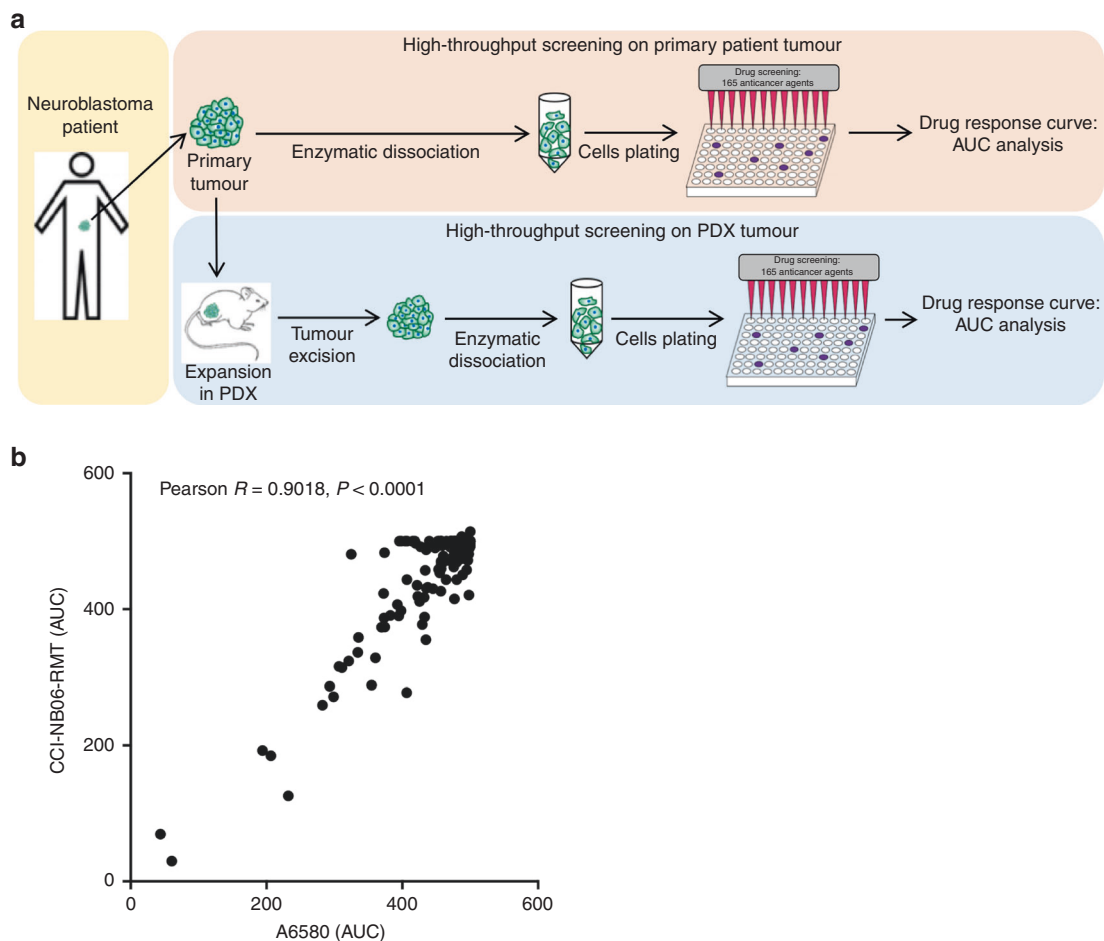 a
High-throughput screening on primary patient tumour
Neuroblastoma
patient
Primary
tumour
Enzymatic dissociation
Cells plating
Drug screening:
165 anticancer agents
Drug response curve:
AUC analysis
High-throughput screening on PDX tumour
Expansion
in PDX
Tumour
excision
Enzymatic
dissociation
Cells plating
Drug screening:
165 anticancer agents
Drug response curve:
AUC analysis
b
Pearson R = 0.9018, P < 0.0001
CCI-NB06-RMT (AUC)
600
400
200
0
0
200
400
600
A6580 (AUC)